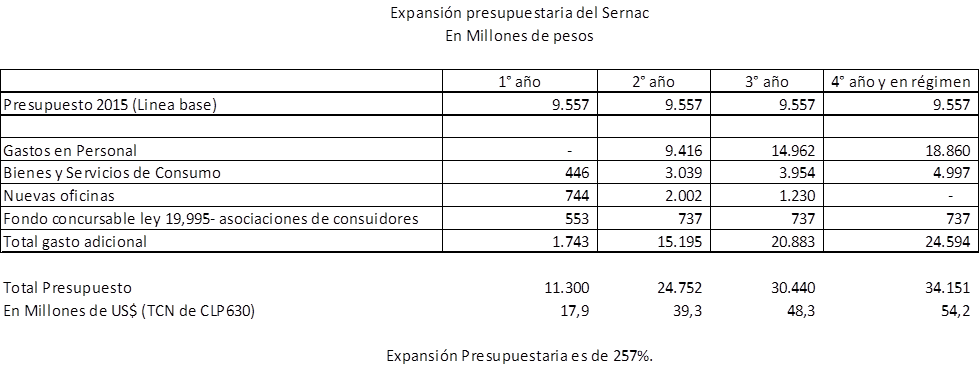 Expansión presupuestaria del Sernac
En Millones de pesos
1° año 2° año 3° año 4° año y en régimen
Presupuesto 2015 (Linea base) 9.557 9.557 9.557 9.557
Gastos en Personal - 9.416 14.962 18.860
Bienes y Servicios de Consumo 446 3.039 3.954 4.997
Nuevas oficinas 744 2.002 1.230 -
Fondo concursable ley 19,995- asociaciones de consuidores 553 737 737 737
Total gasto adicional 1.743 15.195 20.883 24.594
Total Presupuesto 11.300 24.752 30.440 34.151
En Millones de US$ (TCN de CLP630) 17,9 39,3 48,3 54,2
Expansión Presupuestaria es de 257%.